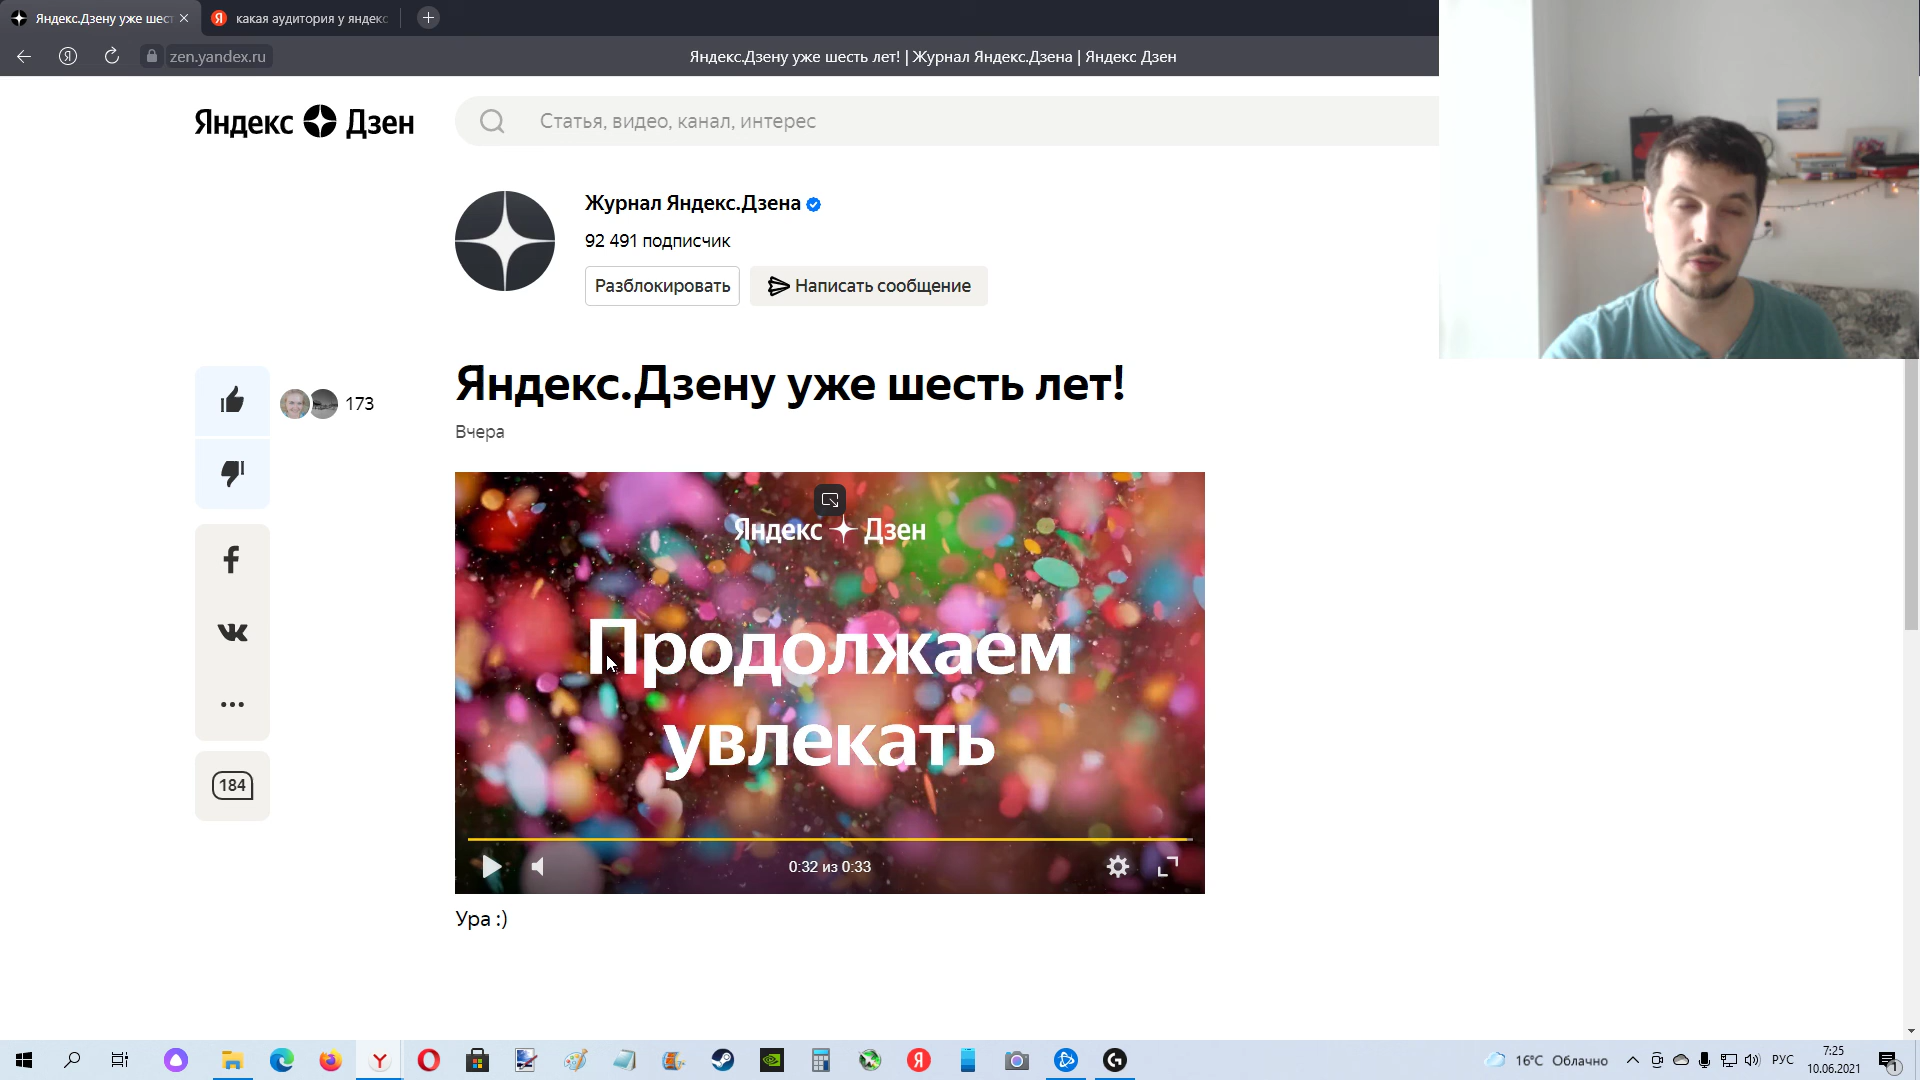 Яндекс.Дзену уже шест
какая аудитория у яндекс
zen.yandex.ru
Яндекс.Дзену уже шесть лет! | Журнал Яндекс.Дзена | Яндекс Дзен
Яндекс Дзен
Статья, видео, канал, интерес
Журнал Яндекс.Дзена
92 491 подписчик
Разблокировать
Написать сообщение
Яндекс.Дзену уже шесть лет!
173
Вчера
Яндекс Дзен
Продолжаем
увлекать
184
0:32 из 0:33
Ура :)
16°C Облачно
РУС
7:25
10.06.2021
1